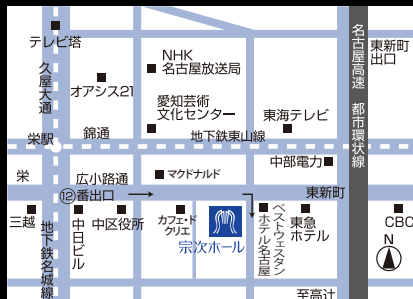 テレビ塔
久屋大通
オアシス21
NHK
名古屋放送局
愛知芸術
文化センター
東海テレビ
名古屋高速 都市環状線
東新町
出口
栄駅
錦通
地下鉄東山線
中部電力
栄
広小路通
マクドナルド
東新町
⑫番出口
三越
地下鉄名城線
中日ビル
中区役所
カフェ・ド
クリエ
宗次ホール
ベストウェスタン
ホテル名古屋
東急
ホテル
CBC
N
至高辻